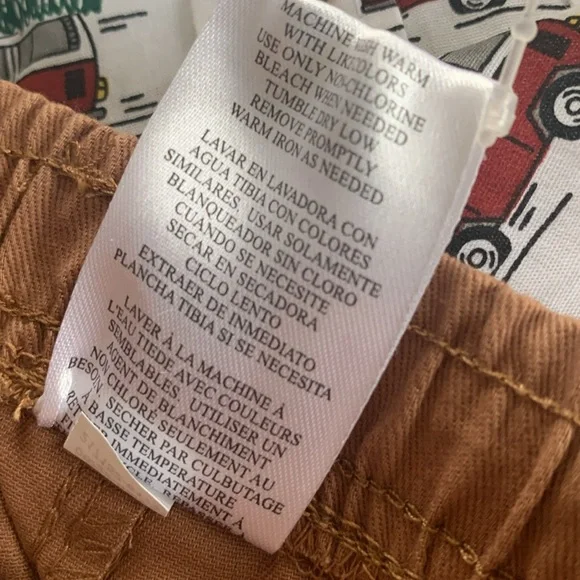 MACHINE WASH WARM
WITH LIKE COLORS
USE ONLY NO-CHLORINE
BLEACH WHEN NEEDED
TUMBLE DRY LOW
REMOVE PROMPTLY
WARM IRON AS NEEDED
LAVAR EN LAVADORA CON
AGUA TIBIA CON COLORES
SIMILARES, USAR SOLAMENTE
BLANQUEADOR SIN CLORO
CUANDO SE NECESITE
SECAR EN SECADORA
CICLO LENTO
EXTRAER DE INMEDIATO
PLANCHA TIBIA SI SE NECESITA
LAVER À LA MACHINE À
L'EAU TIEDE AVEC COULEURS
SEMBLABLES, UTILISER UN
AGENT DE BLANCHIMENT
NON CHLORÉ SEULEMENT AU
BESOIN, SÉCHER PAR CULBUTAGE
À BASSE TEMPERATURE
IMMEDIATEMENT